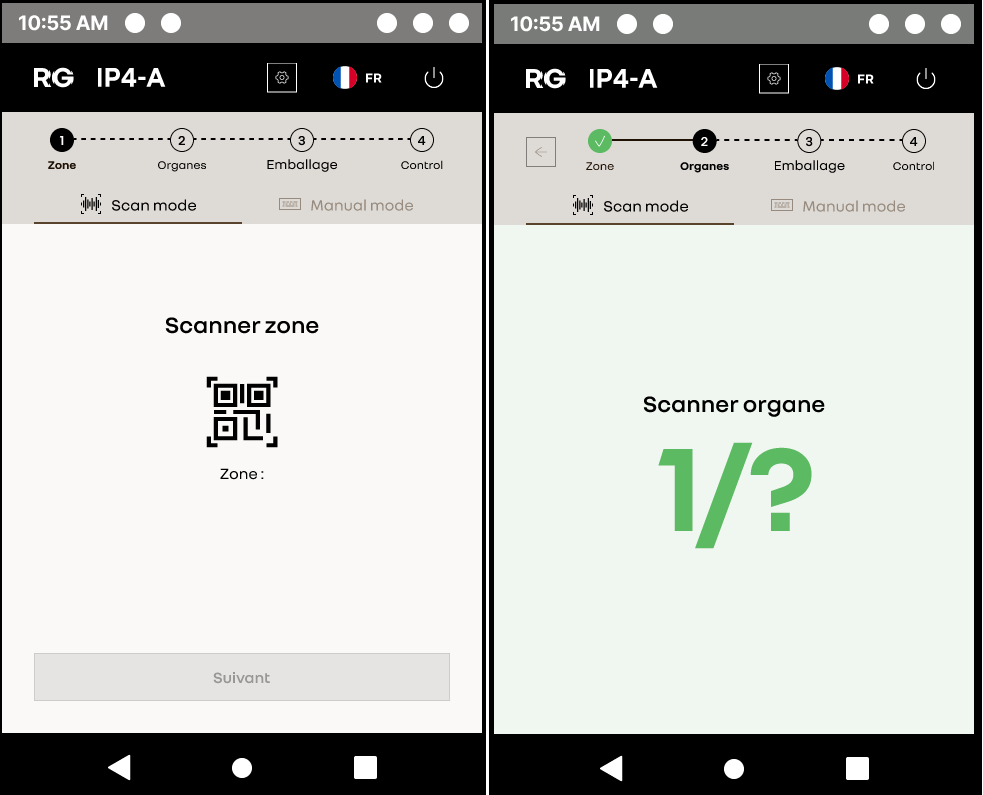 10:55 AM
RG IP4-A FR
1 2 3 4
Zone Organes Emballage Control
Scan mode Manual mode
Scanner zone
Zone :
Suivant
10:55 AM
RG IP4-A FR
2 3 4
Zone Organes Emballage Control
Scan mode Manual mode
Scanner organe
1/?